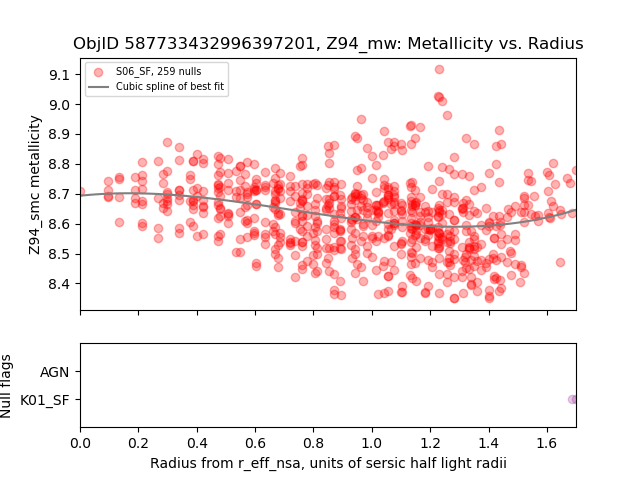 ObjID 587733432996397201, Z94_mw: Metallicity vs. Radius
Z94_smc metallicity
9.1
9.0
8.9
8.8
8.7
8.6
8.5
8.4
S06_SF, 259 nulls
Cubic spline of best fit
Null flags
AGN
K01_SF
0.0 0.2 0.4 0.6 0.8 1.0 1.2 1.4 1.6
Radius from r_eff_nsa, units of sersic half light radii